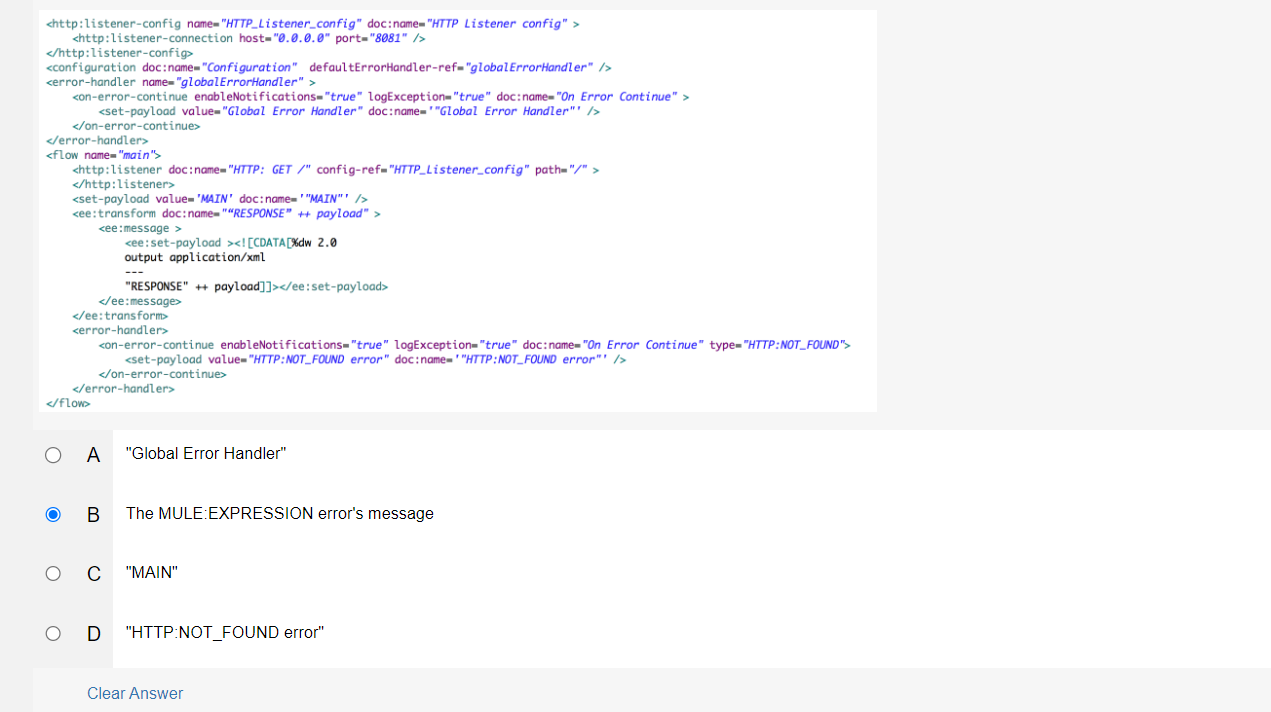 <http:listener-config name="HTTP_Listener_config" doc:name="HTTP Listener config" >
<http:listener-connection host="0.0.0.0" port="8081" />
</http:listener-config>
<configuration doc:name="Configuration"  defaultErrorHandler-ref="globalErrorHandler" />
<error-handler name="globalErrorHandler" >
<on-error-continue enableNotifications="true" logException="true" doc:name="On Error Continue" >
<set-payload value="Global Error Handler" doc:name='"Global Error Handler"' />
</on-error-continue>
</error-handler>
<flow name="main">
<http:listener doc:name="HTTP: GET /" config-ref="HTTP_Listener_config" path="/" >
</http:listener>
<set-payload value='MAIN' doc:name='"MAIN"' />
<ee:transform doc:name="“RESPONSE” ++ payload" >
<ee:message >
<ee:set-payload ><![CDATA[%dw 2.0
output application/xml
---
"RESPONSE" ++ payload]]></ee:set-payload>
</ee:message>
</ee:transform>
<error-handler>
<on-error-continue enableNotifications="true" logException="true" doc:name="On Error Continue" type="HTTP:NOT_FOUND">
<set-payload value="HTTP:NOT_FOUND error" doc:name='"HTTP:NOT_FOUND error"' />
</on-error-continue>
</error-handler>
</flow>
A "Global Error Handler"
B The MULE:EXPRESSION error's message
C "MAIN"
D "HTTP:NOT_FOUND error"
Clear Answer